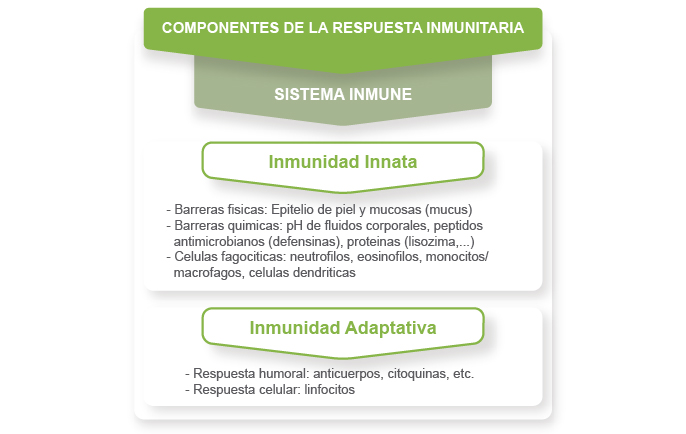 COMPONENTES DE LA RESPUESTA INMUNITARIA
SISTEMA INMUNE
Inmunidad Innata
- Barreras fisicas: Epitelio de piel y mucosas (mucus)
- Barreras quimicas: pH de fluidos corporales, peptidos
antimicrobianos (defensinas), proteinas (lisozima,...)
- Celulas fagociticas: neutrofilos, eosinofilos, monocitos/
macrofagos, celulas dendriticas
Inmunidad Adaptativa
- Respuesta humoral: anticuerpos, citoquinas, etc.
- Respuesta celular: linfocitos